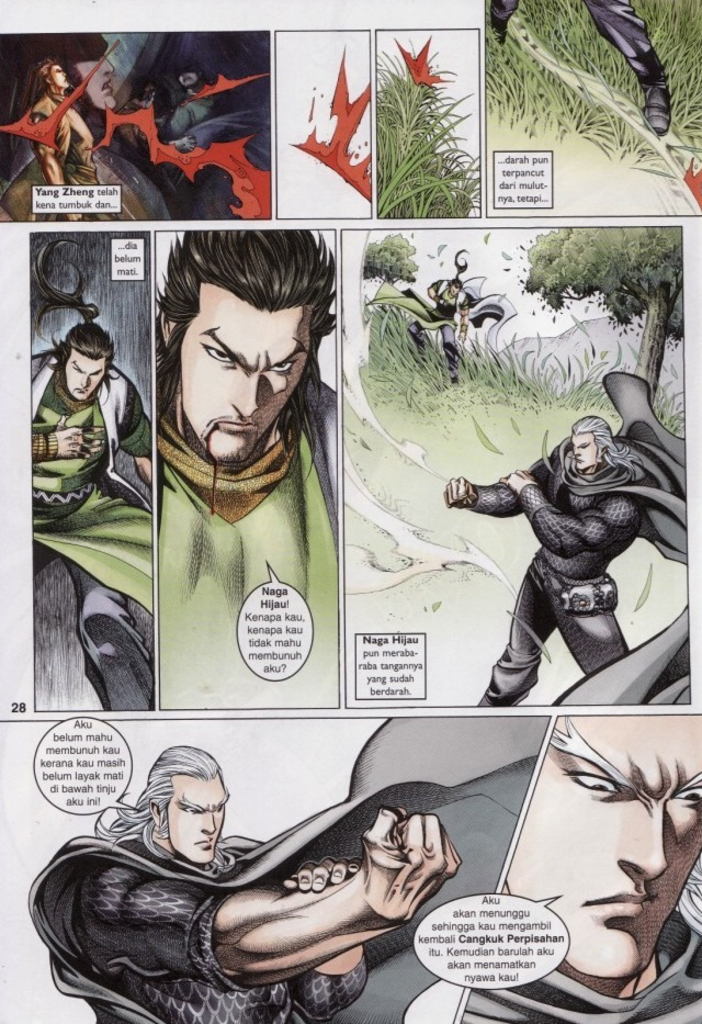 Yang Zheng telah
kena tumbuk dan...
...darah pun
terpancut
dari mulut-
nya, tetapi...
...dia
belum
mati.
Naga
Hijau!
Kenapa kau,
kenapa kau
tidak mahu
membunuh
aku?
Naga Hijau
pun meraba-
raba tangannya
yang sudah
berdarah.
28
Aku
belum mahu
membunuh kau
kerana kau masih
belum layak mati
di bawah tinju
aku ini!
Aku
akan menunggu
sehingga kau mengambil
kembali Cangkuk Perpisahan
itu. Kemudian barulah aku
akan menamatkan
nyawa kau!